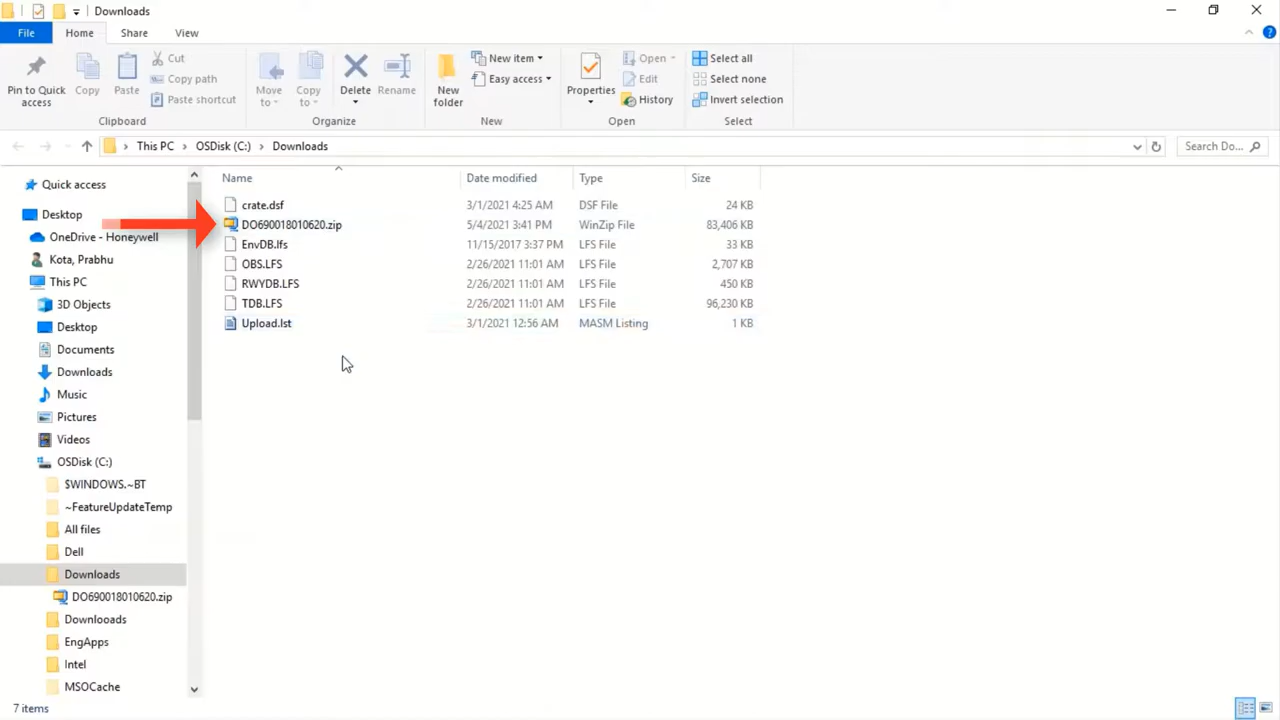 Downloads
File Home Share View
Pin to Quick access
Copy
Paste
Cut
Copy path
Paste shortcut
Clipboard
Move to
Copy to
Delete
Rename
Organize
New folder
New item
Easy access
New
Properties
Open
Edit
History
Open
Select all
Select none
Invert selection
Select
This PC > OSDisk (C:) > Downloads
Search Do...
Quick access
Desktop
OneDrive - Honeywell
Kota, Prabhu
This PC
3D Objects
Desktop
Documents
Downloads
Music
Pictures
Videos
OSDisk (C:)
$WINDOWS.~BT
~FeatureUpdateTemp
All files
Dell
Downloads
DO690018010620.zip
Downlooads
EngApps
Intel
MSOCache
Name Date modified Type Size
crate.dsf 3/1/2021 4:25 AM DSF File 24 KB
DO690018010620.zip 5/4/2021 3:41 PM WinZip File 83,406 KB
EnvDB.lfs 11/15/2017 3:37 PM LFS File 33 KB
OBS.LFS 2/26/2021 11:01 AM LFS File 2,707 KB
RWYDB.LFS 2/26/2021 11:01 AM LFS File 450 KB
TDB.LFS 2/26/2021 11:01 AM LFS File 96,230 KB
Upload.lst 3/1/2021 12:56 AM MASM Listing 1 KB
7 items